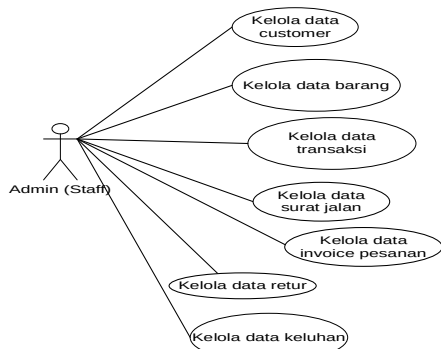 Kelola data
customer
Kelola data barang
Kelola data
transaksi
Admin (Staff)
Kelola data
surat jalan
Kelola data
invoice pesanan
Kelola data retur
Kelola data keluhan